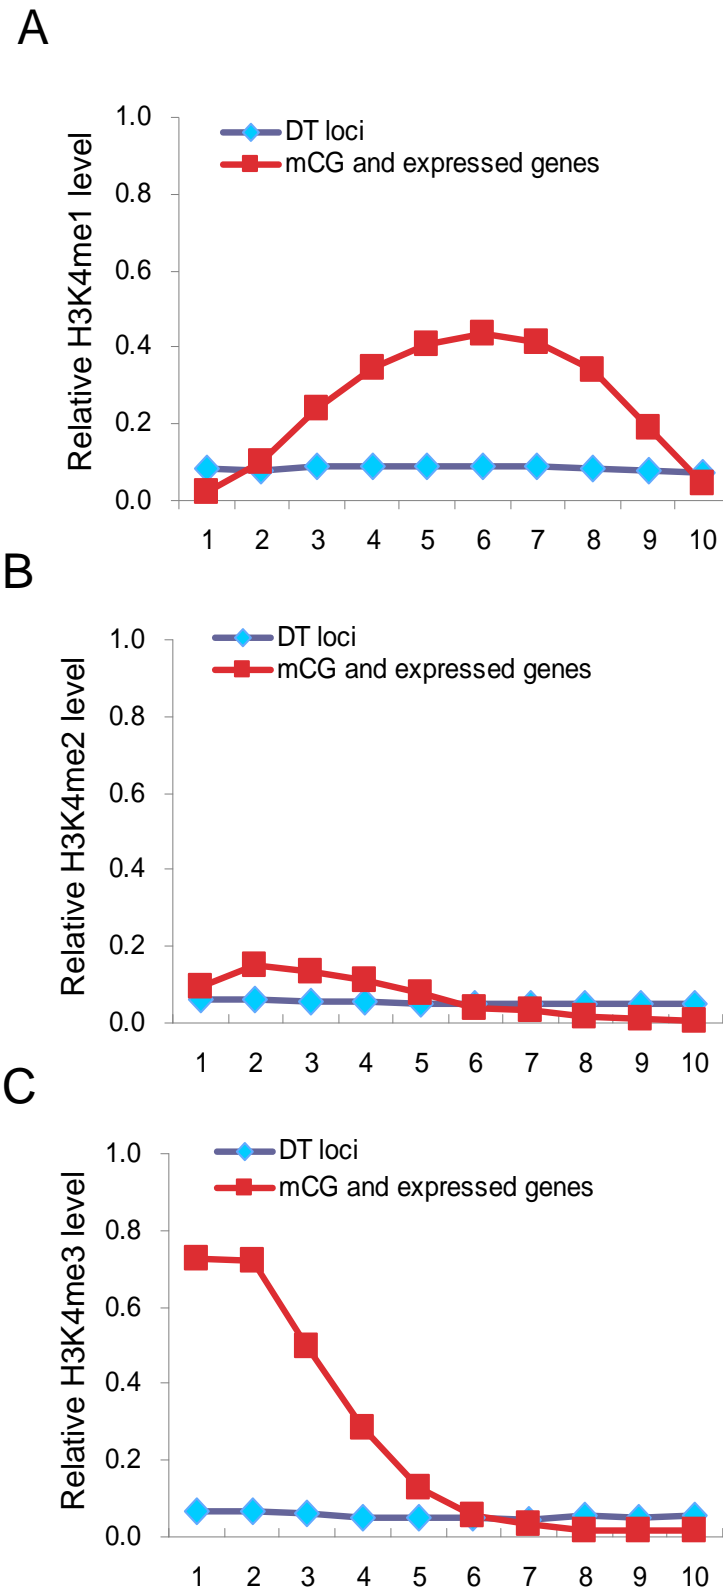 A
Relative H3K4me1 level
1.0
0.8
0.6
0.4
0.2
0.0
DT loci
mCG and expressed genes
1 2 3 4 5 6 7 8 9 10
B
Relative H3K4me2 level
1.0
0.8
0.6
0.4
0.2
0.0
DT loci
mCG and expressed genes
1 2 3 4 5 6 7 8 9 10
C
Relative H3K4me3 level
1.0
0.8
0.6
0.4
0.2
0.0
DT loci
mCG and expressed genes
1 2 3 4 5 6 7 8 9 10